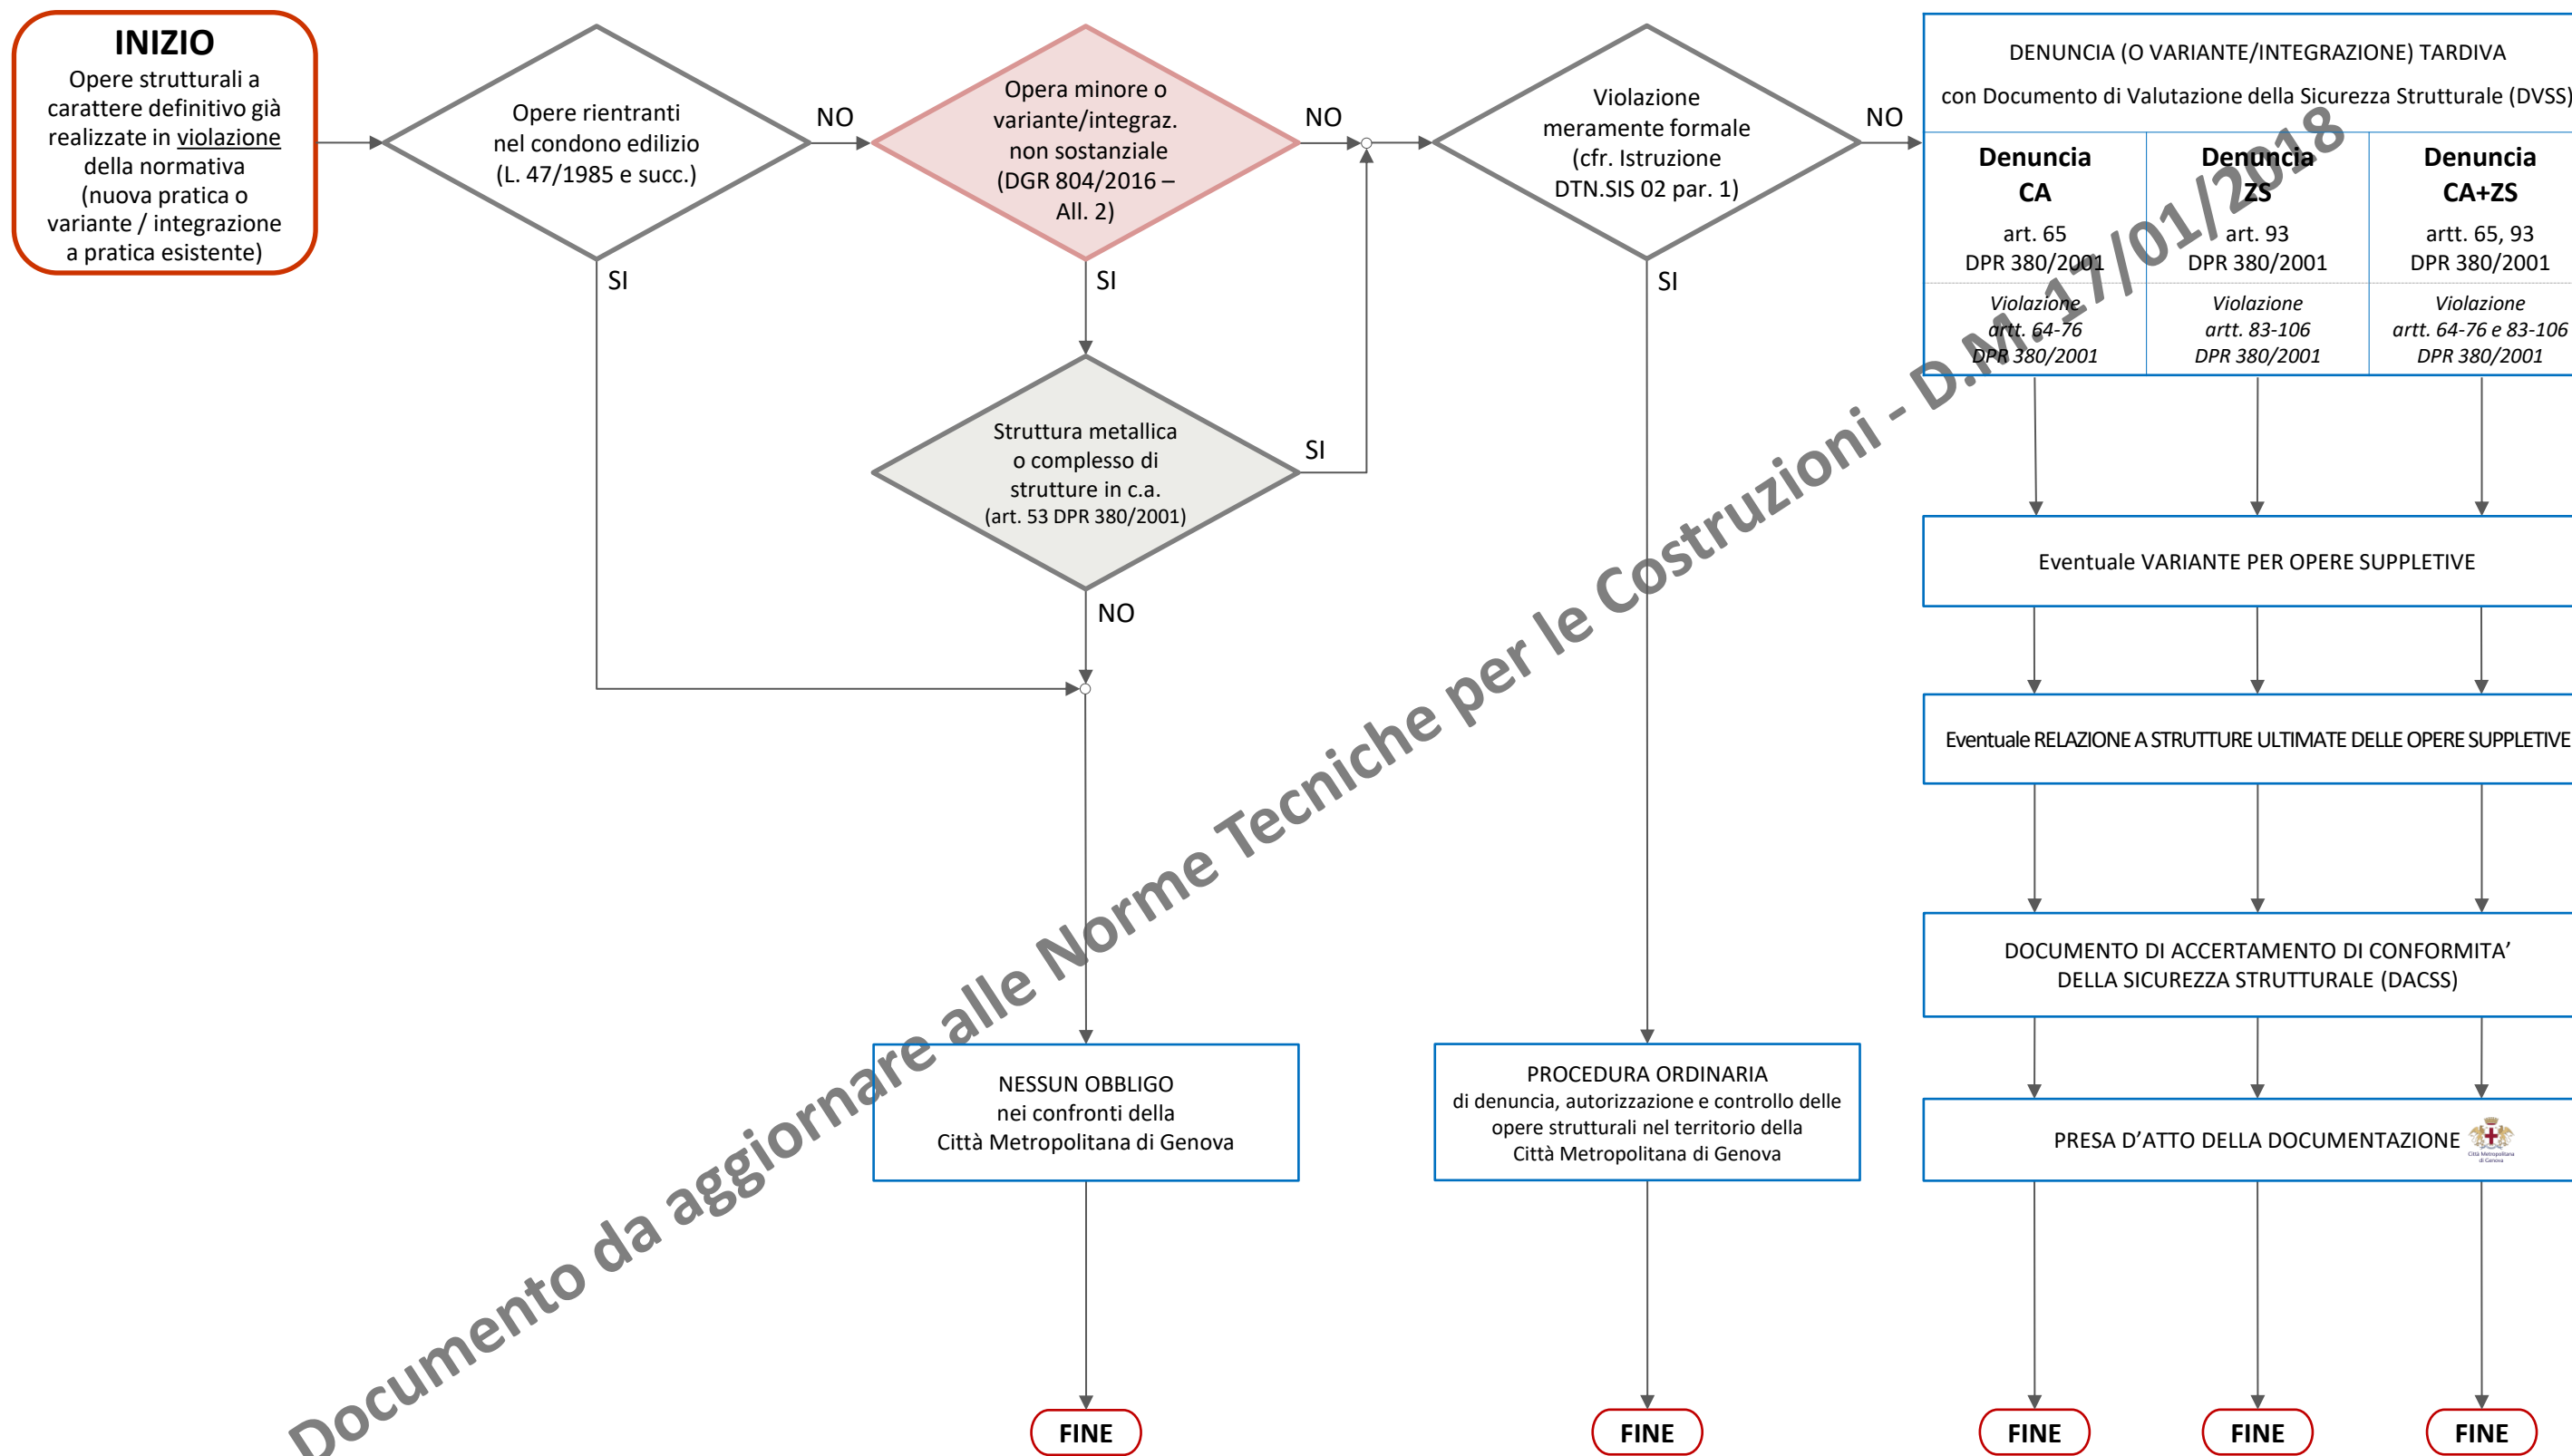 INIZIO
Opere strutturali a
carattere definitivo già
realizzate in violazione
della normativa
(nuova pratica o
variante / integrazione
a pratica esistente)
Opere rientranti
nel condono edilizio
(L. 47/1985 e succ.)
NO
SI
Opera minore o
variante/integraz.
non sostanziale
(DGR 804/2016 –
All. 2)
NO
SI
Struttura metallica
o complesso di
strutture in c.a.
(art. 53 DPR 380/2001)
SI
NO
Violazione
meramente formale
(cfr. Istruzione
DTN.SIS 02 par. 1)
NO
SI
DENUNCIA (O VARIANTE/INTEGRAZIONE) TARDIVA
con Documento di Valutazione della Sicurezza Strutturale (DVSS)
Denuncia
CA
art. 65
DPR 380/2001
Violazione
artt. 64-76
DPR 380/2001
Denuncia
ZS
art. 93
DPR 380/2001
Violazione
artt. 83-106
DPR 380/2001
Denuncia
CA+ZS
artt. 65, 93
DPR 380/2001
Violazione
artt. 64-76 e 83-106
DPR 380/2001
Eventuale VARIANTE PER OPERE SUPPLETIVE
Eventuale RELAZIONE A STRUTTURE ULTIMATE DELLE OPERE SUPPLETIVE
DOCUMENTO DI ACCERTAMENTO DI CONFORMITA'
DELLA SICUREZZA STRUTTURALE (DACSS)
PRESA D'ATTO DELLA DOCUMENTAZIONE
Città Metropolitana
di Genova
NESSUN OBBLIGO
nei confronti della
Città Metropolitana di Genova
PROCEDURA ORDINARIA
di denuncia, autorizzazione e controllo delle
opere strutturali nel territorio della
Città Metropolitana di Genova
FINE
FINE
FINE
FINE
FINE
Documento da aggiornare alle Norme Tecniche per le Costruzioni - D.M. 17/01/2018